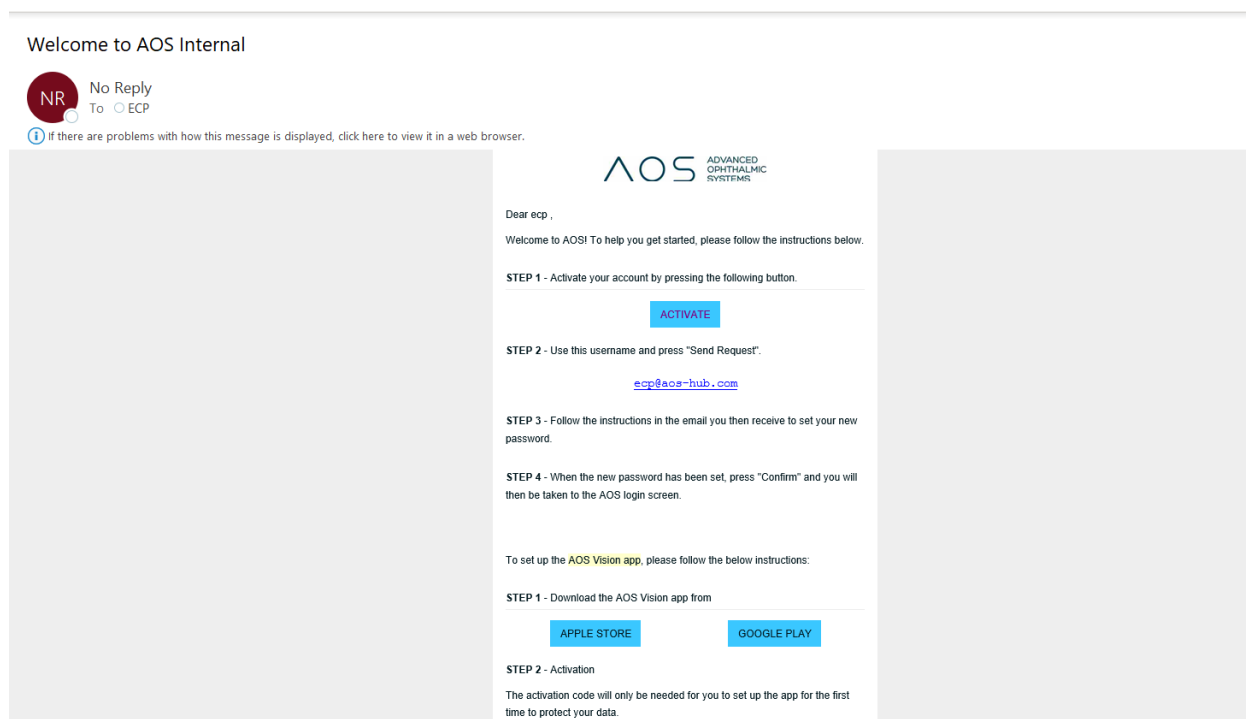 Welcome to AOS Internal
NR
No Reply
To ECP
If there are problems with how this message is displayed, click here to view it in a web browser.
AOS ADVANCED
OPHTHALMIC
SYSTEMS
Dear ecp ,
Welcome to AOS! To help you get started, please follow the instructions below.
STEP 1 - Activate your account by pressing the following button.
ACTIVATE
STEP 2 - Use this username and press "Send Request".
ecp@aos-hub.com
STEP 3 - Follow the instructions in the email you then receive to set your new
password.
STEP 4 - When the new password has been set, press "Confirm" and you will
then be taken to the AOS login screen.
To set up the AOS Vision app, please follow the below instructions:
STEP 1 - Download the AOS Vision app from
APPLE STORE
GOOGLE PLAY
STEP 2 - Activation
The activation code will only be needed for you to set up the app for the first
time to protect your data.